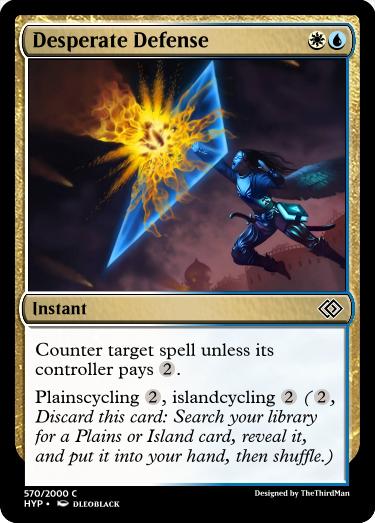 Desperate Defense
Instant
Counter target spell unless its
controller pays 2.
Plainscycling 2, islandcycling 2 (2,
Discard this card: Search your library
for a Plains or Island card, reveal it,
and put it into your hand, then shuffle.)
570/2000 C
HYP • DLEOBLACK
Designed by TheThirdMan